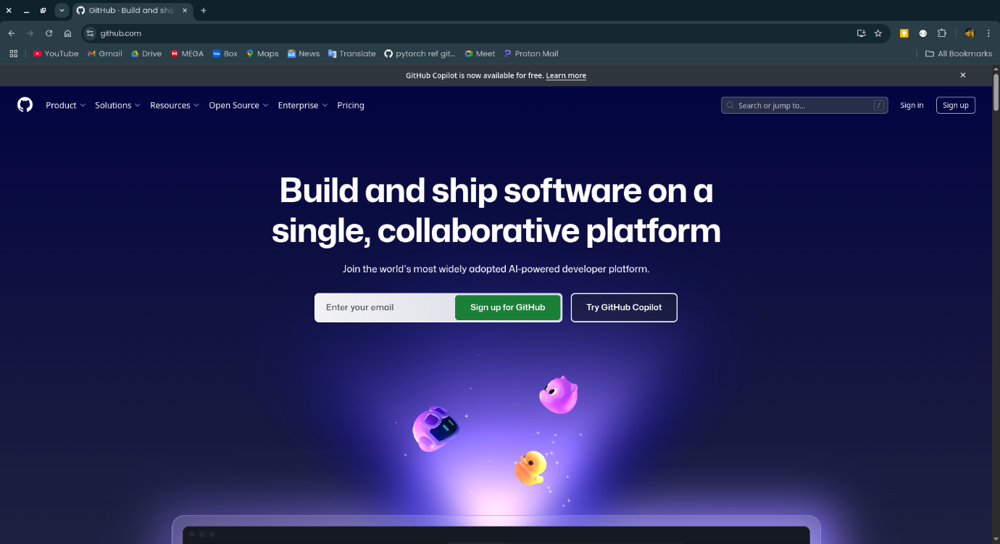 GitHub · Build and ship
github.com
YouTube Gmail Drive MEGA Box Maps News Translate pytorch ref git... Meet Proton Mail All Bookmarks
GitHub Copilot is now available for free. Learn more
Product Solutions Resources Open Source Enterprise Pricing Search or jump to... / Sign in Sign up
Build and ship software on a
single, collaborative platform
Join the world's most widely adopted AI-powered developer platform.
Enter your email Sign up for GitHub Try GitHub Copilot